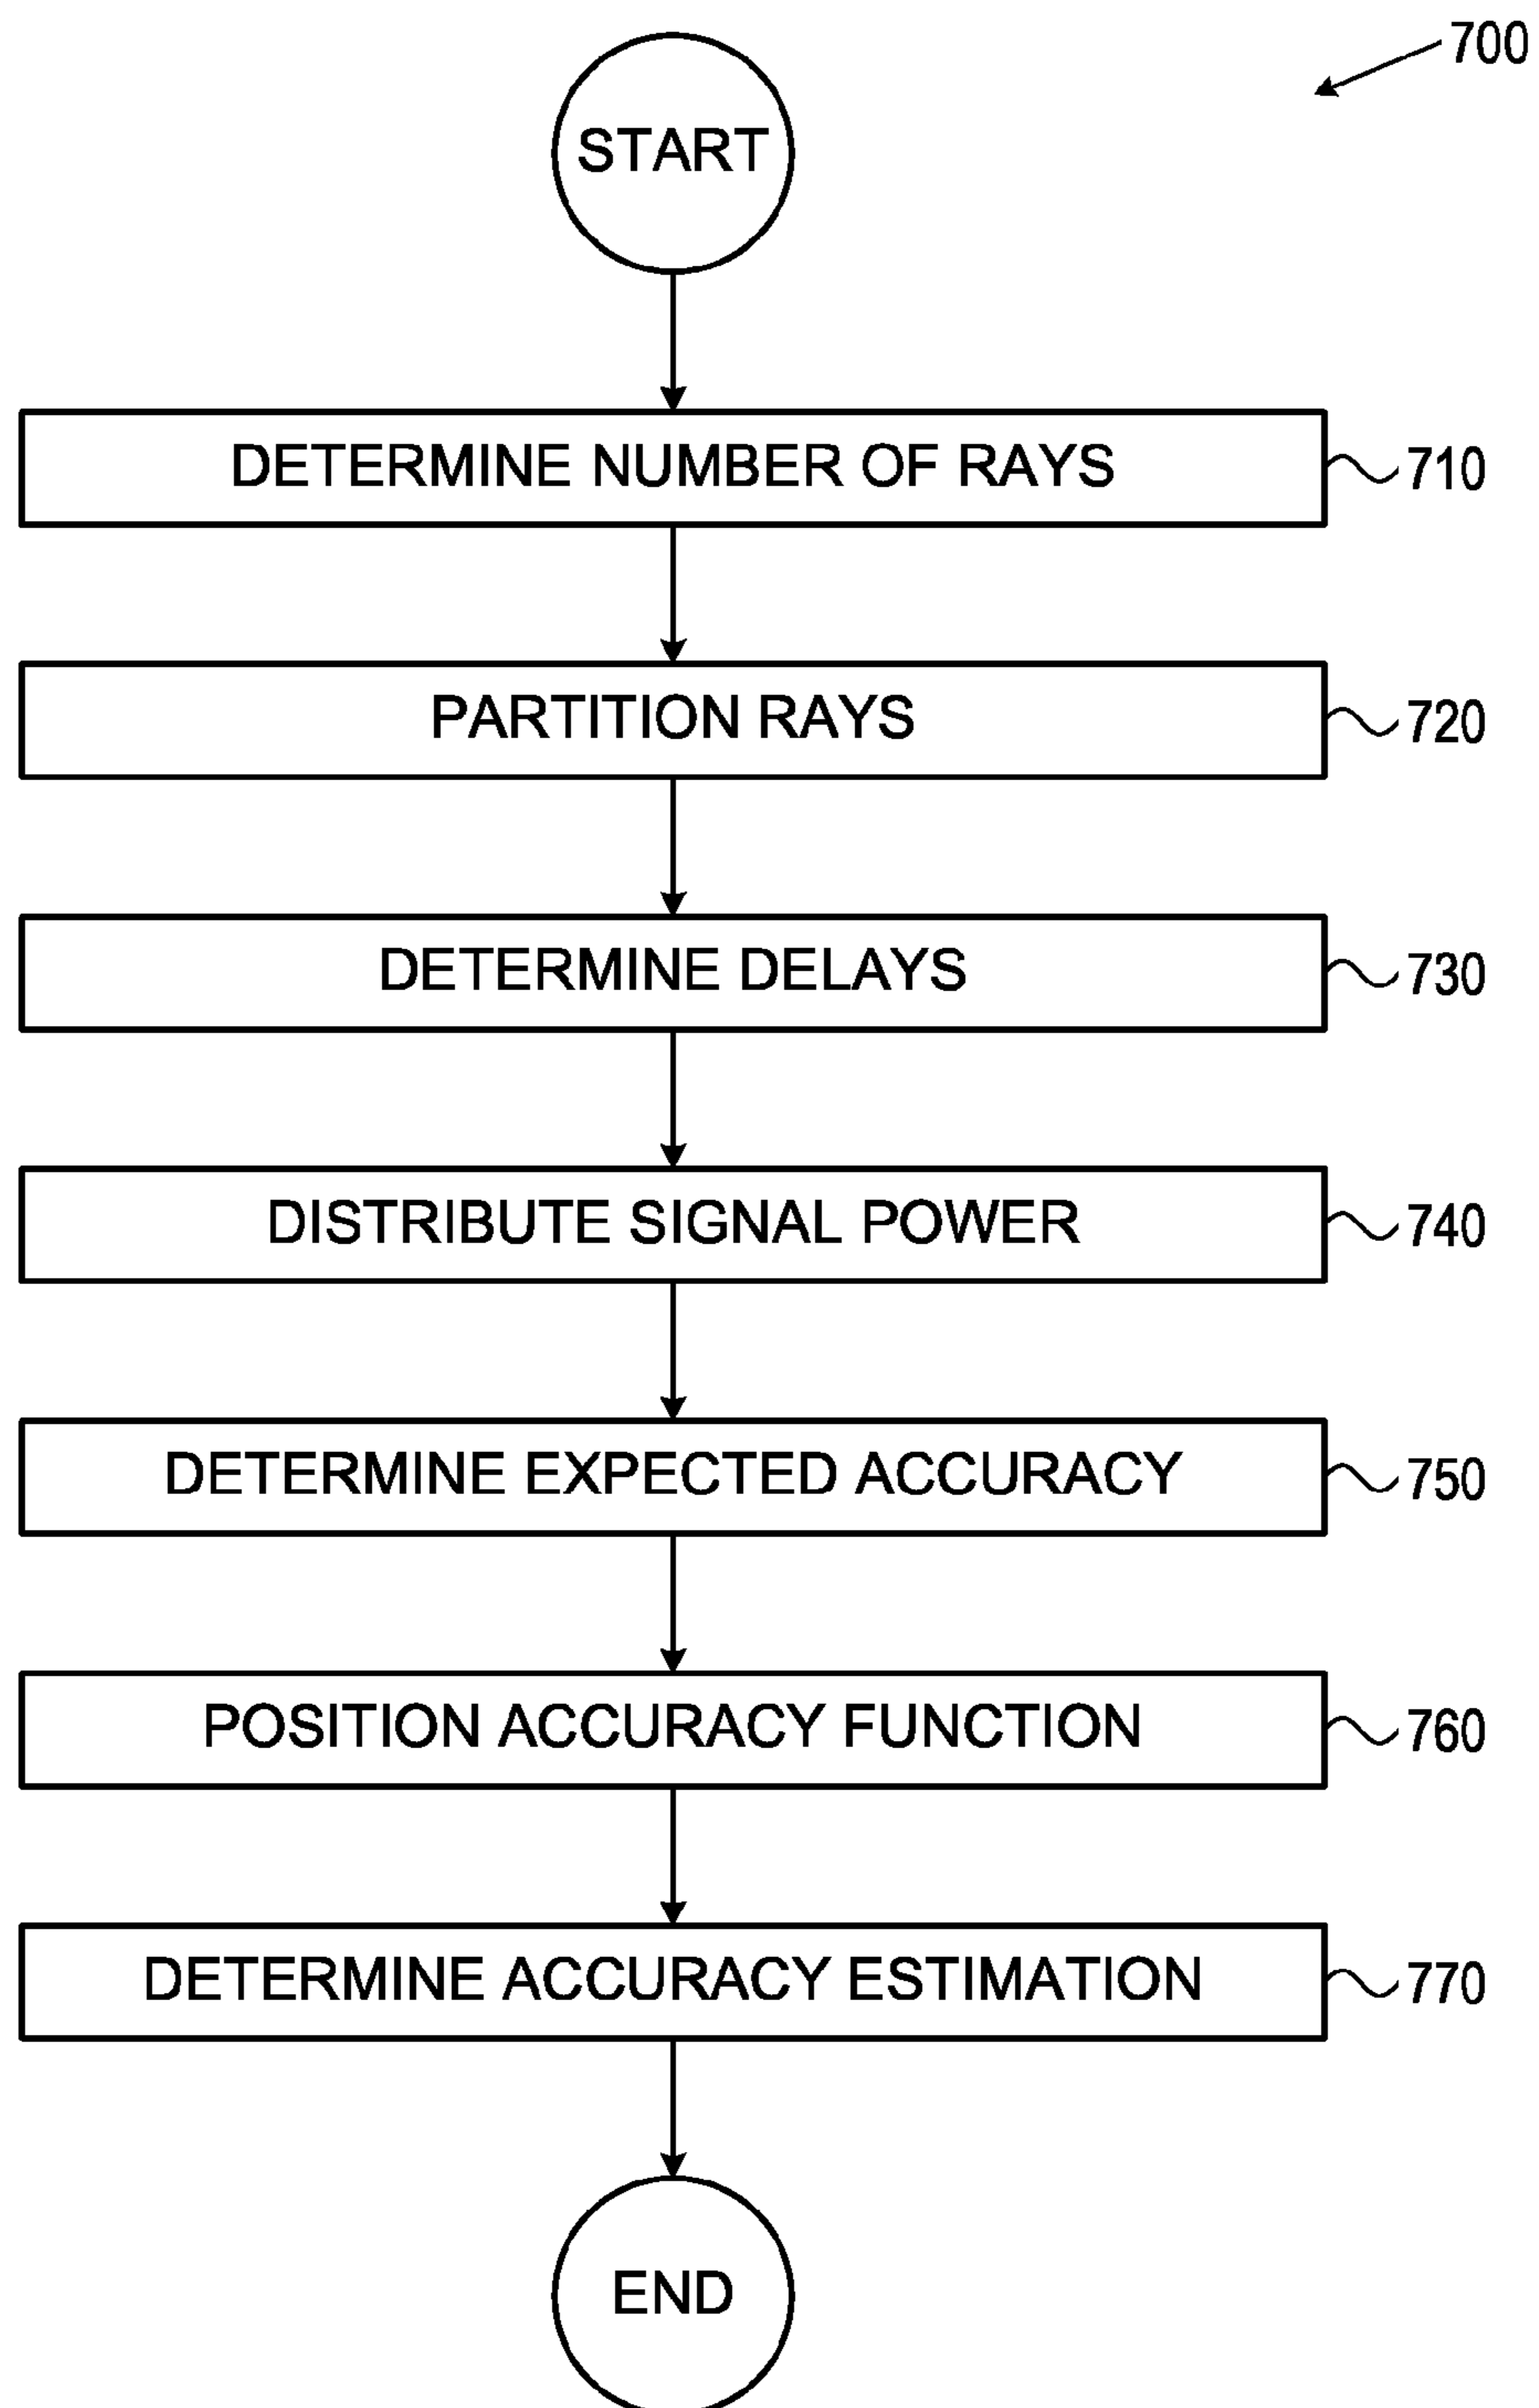 700
START
DETERMINE NUMBER OF RAYS
710
PARTITION RAYS
720
DETERMINE DELAYS
730
DISTRIBUTE SIGNAL POWER
740
DETERMINE EXPECTED ACCURACY
750
POSITION ACCURACY FUNCTION
760
DETERMINE ACCURACY ESTIMATION
770
END